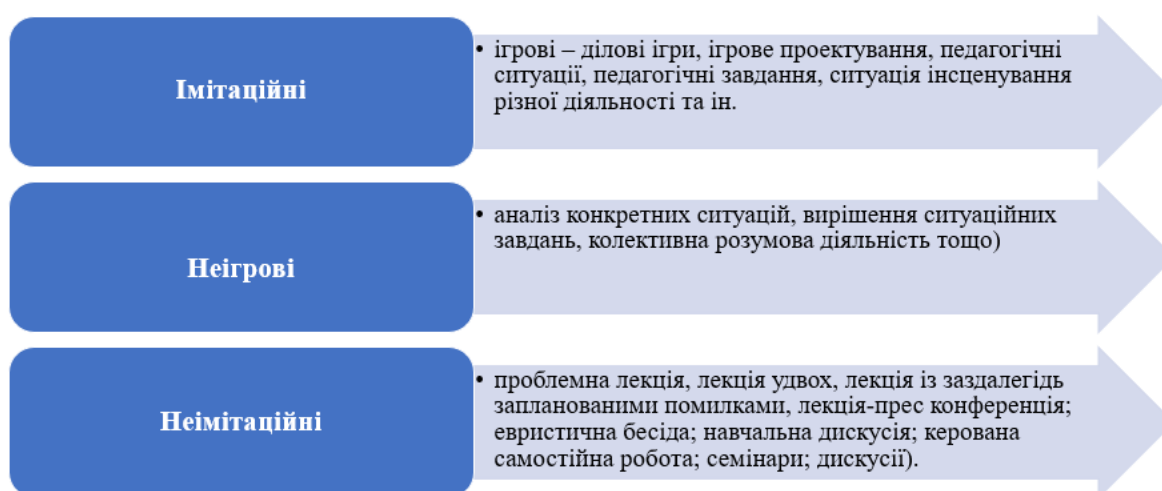 Імітаційні
• ігрові – ділові ігри, ігрове проектування, педагогічні
ситуації, педагогічні завдання, ситуація інсценування
різної діяльності та ін.
Неігрові
• аналіз конкретних ситуацій, вирішення ситуаційних
завдань, колективна розумова діяльність тощо)
Неімітаційні
• проблемна лекція, лекція удвох, лекція із заздалегідь
запланованими помилками, лекція-прес конференція;
евристична бесіда; навчальна дискусія; керована
самостійна робота; семінари; дискусії).